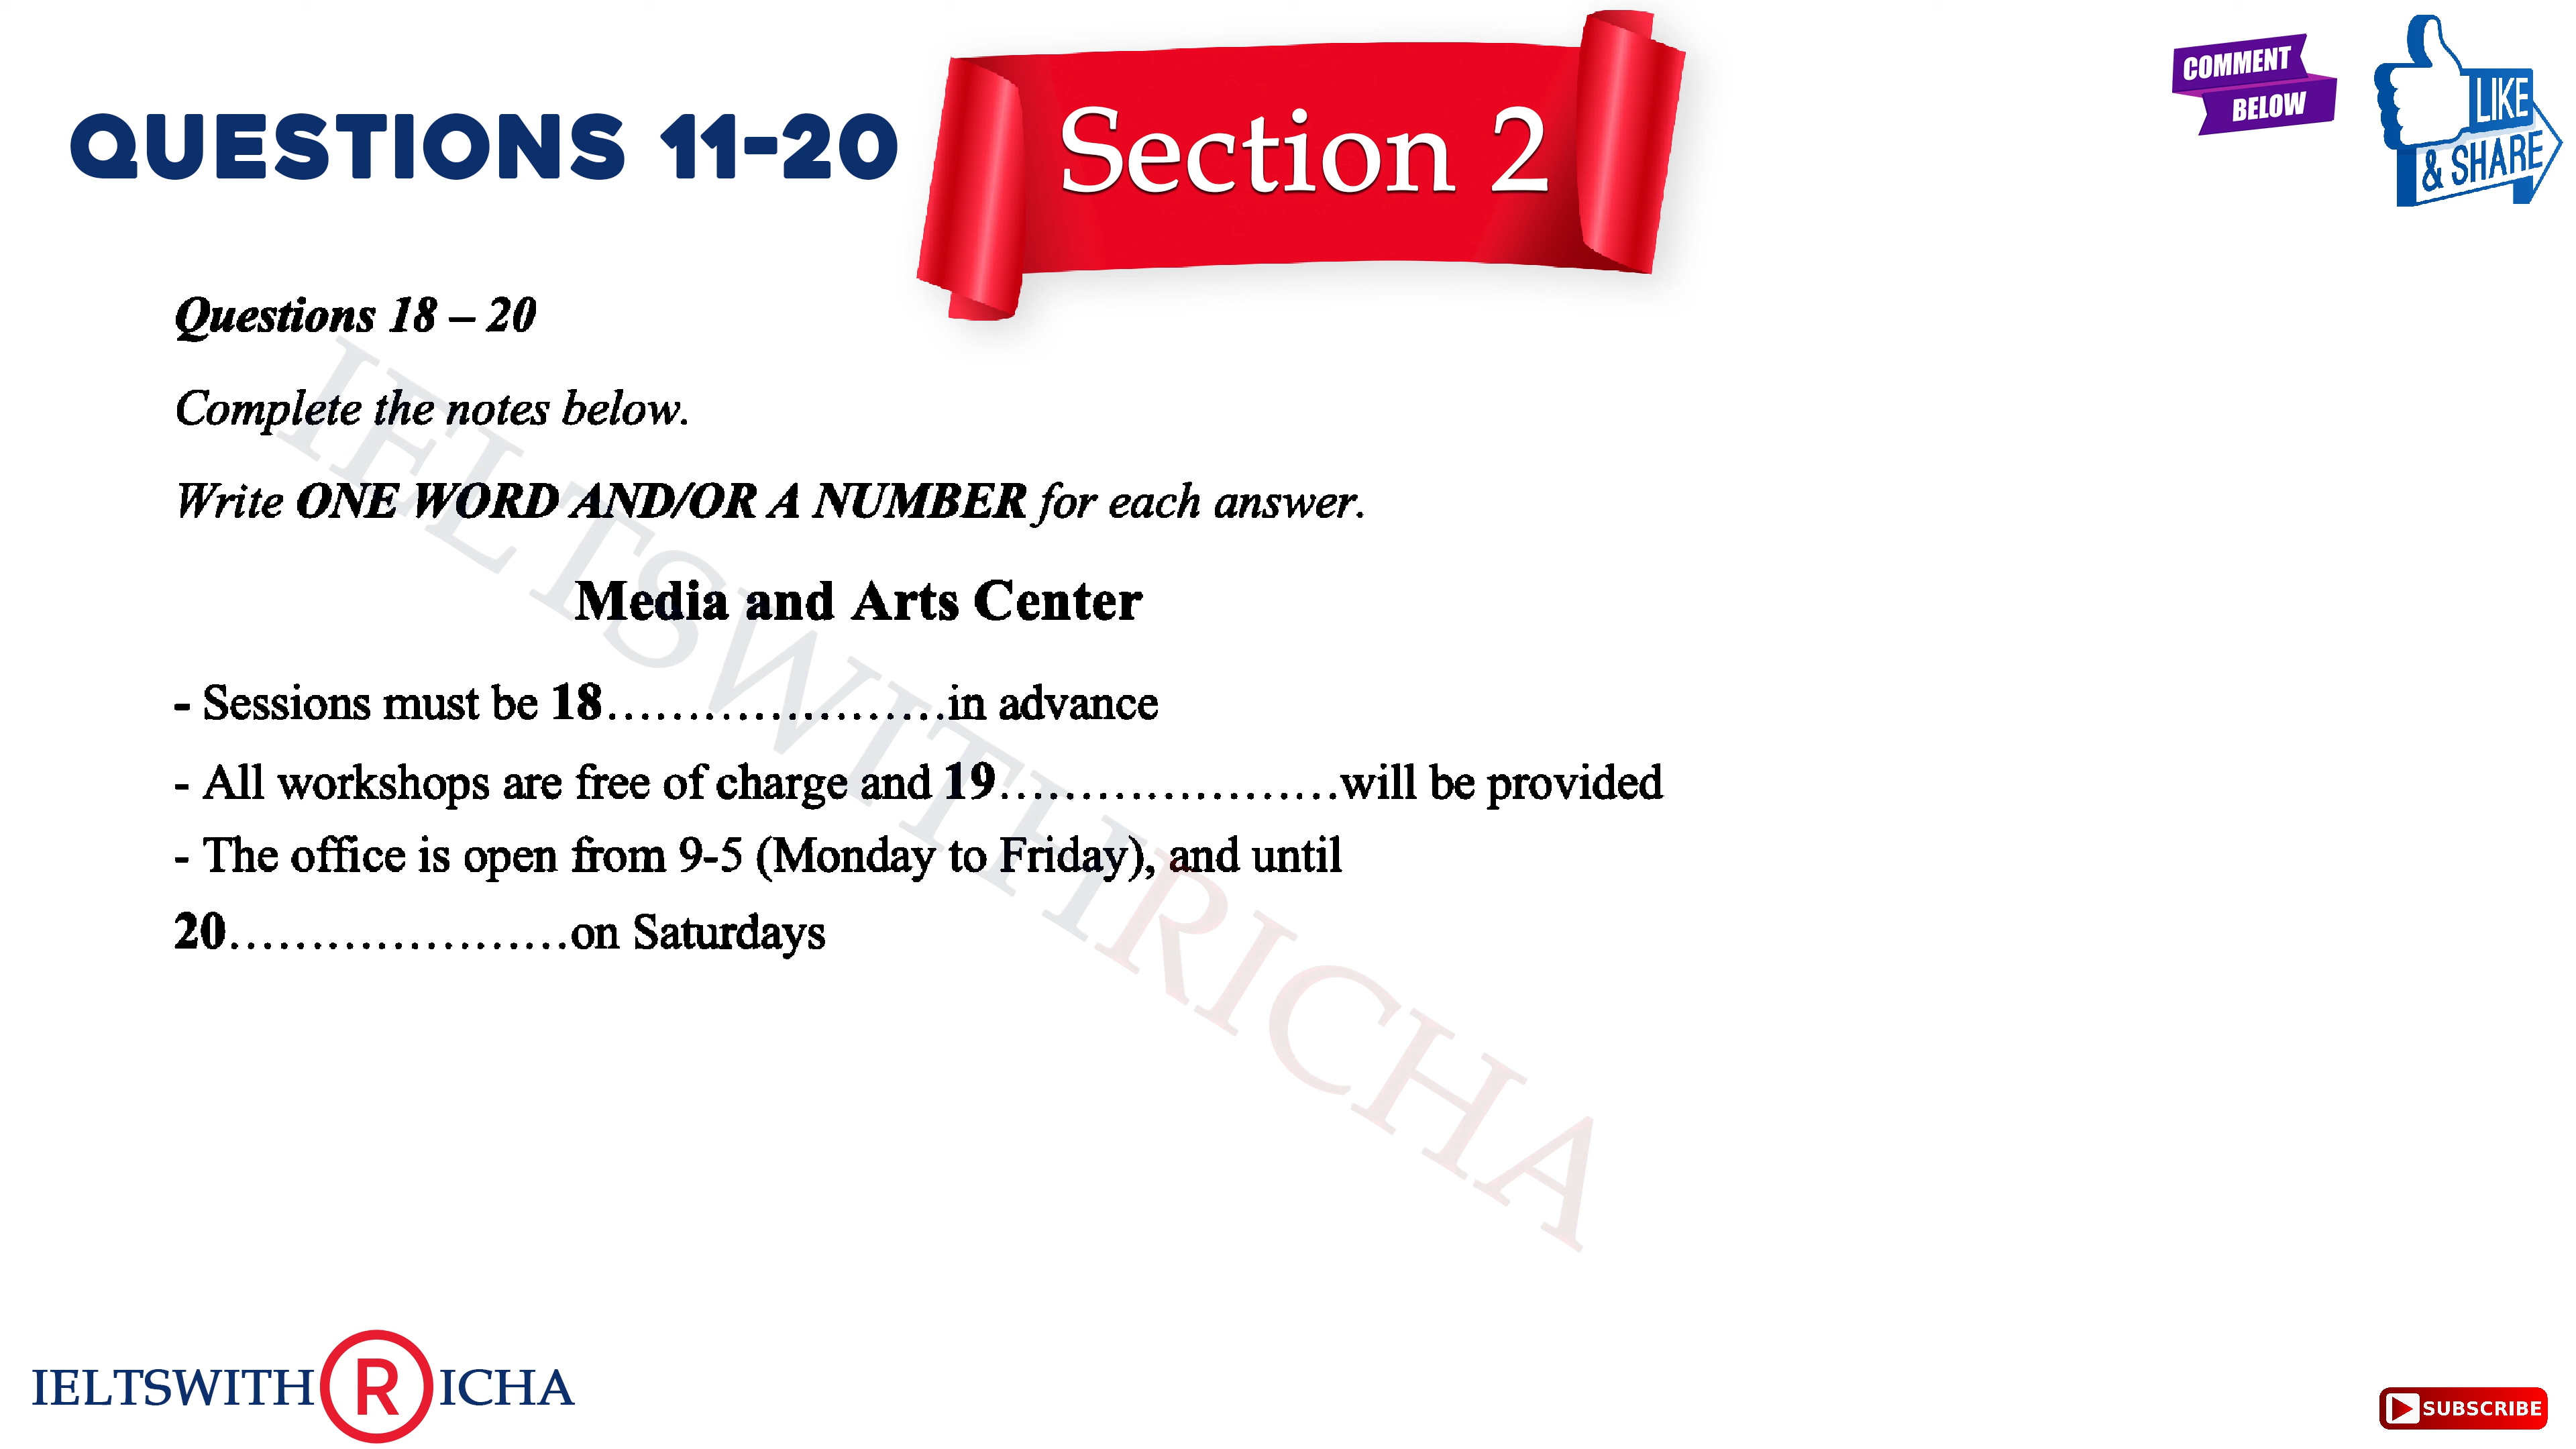 QUESTIONS 11-20
Section 2
COMMENT
BELOW
LIKE
& SHARE
Questions 18 – 20
Complete the notes below.
Write ONE WORD AND/OR A NUMBER for each answer.
Media and Arts Center
- Sessions must be 18.....................in advance
- All workshops are free of charge and 19.....................will be provided
- The office is open from 9-5 (Monday to Friday), and until
20.....................on Saturdays
IELTSWITHRICHA
IELTSWITHRICHA
SUBSCRIBE